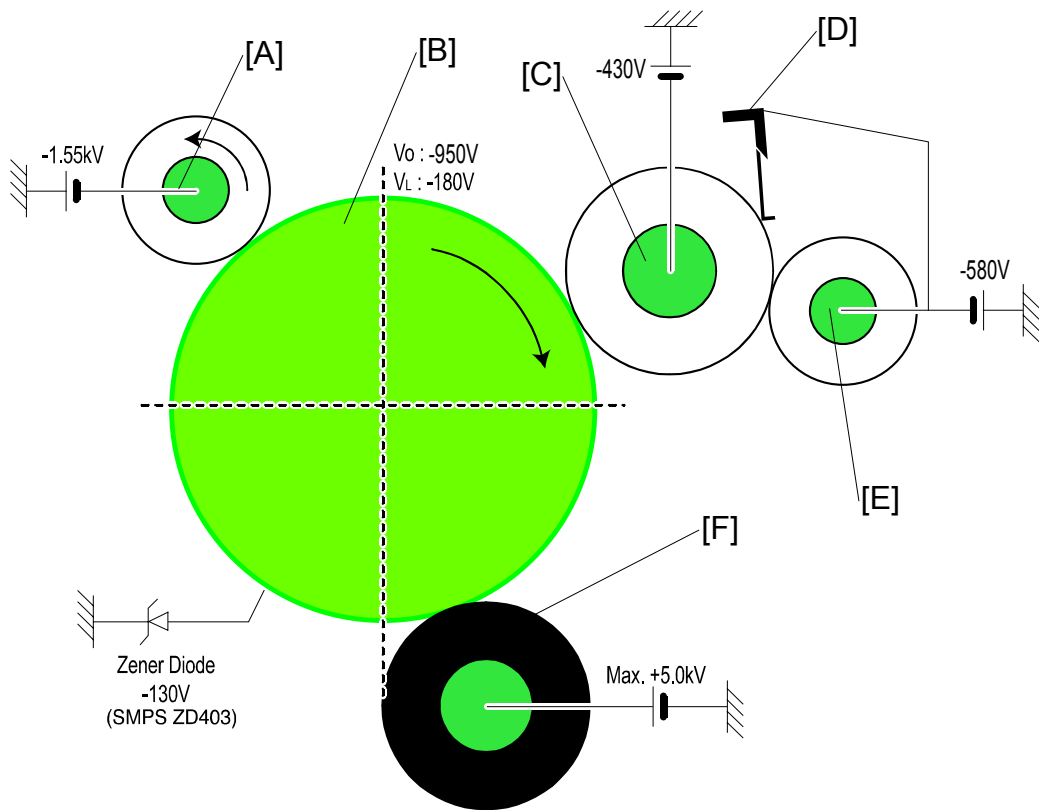 [A]
[B]
[C]
[D]
-430V
-1.55kV
Vo : -950V
VL : -180V
-580V
[E]
[F]
Zener Diode
-130V
(SMPS ZD403)
Max. +5.0kV